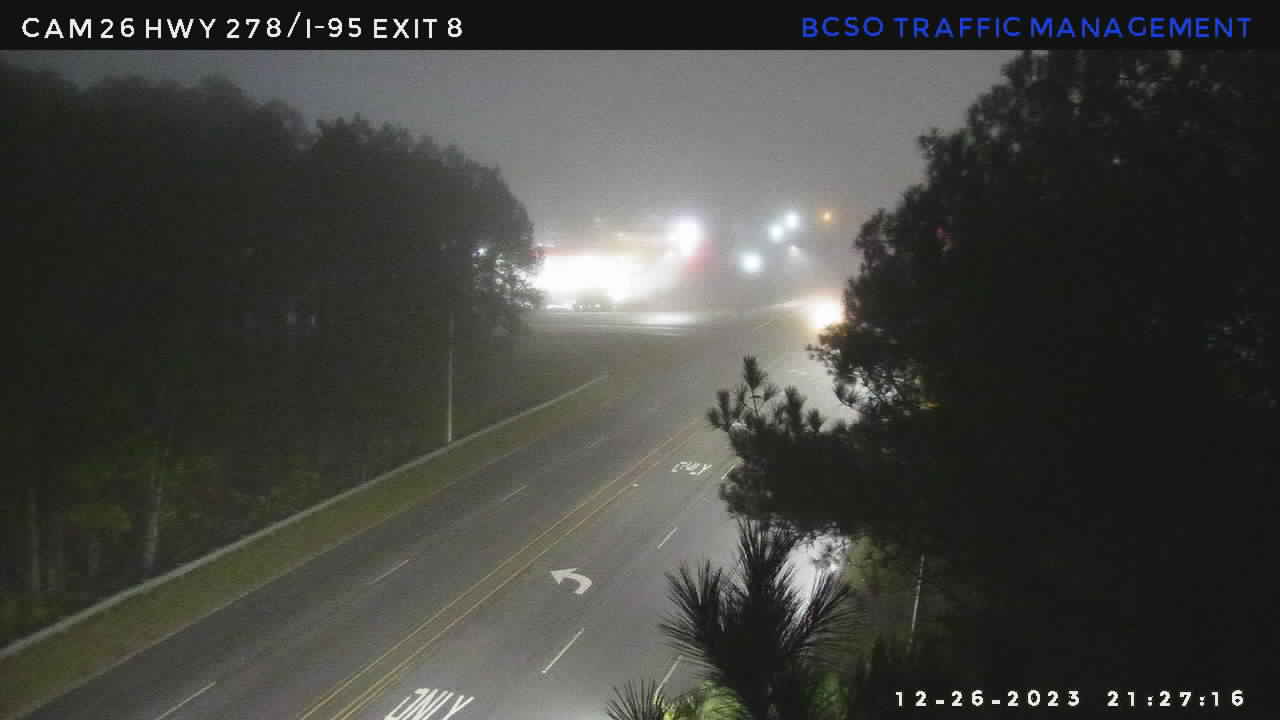 CAM 26 HWY 278/I-95 EXIT 8
BCSO TRAFFIC MANAGEMENT
ONLY
ONLY
12-26-2023 21:27:16